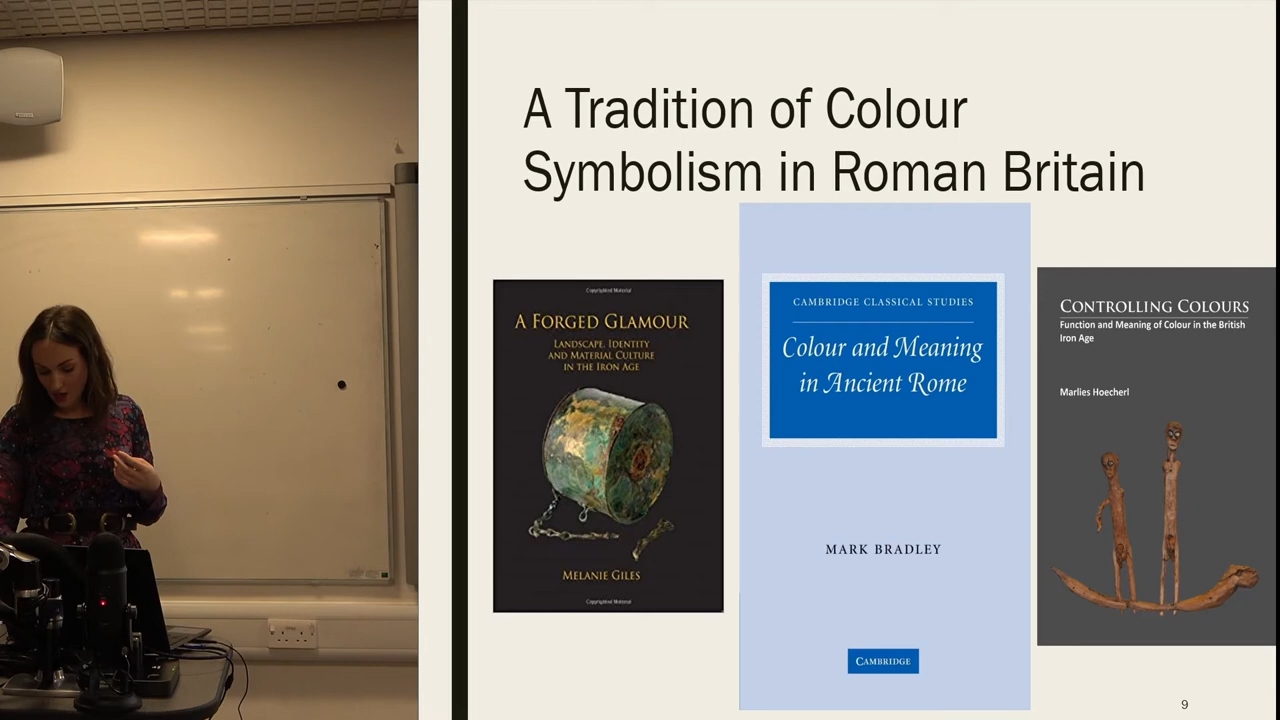 A Tradition of Colour
Symbolism in Roman Britain
Copyrighted Material
A FORGED GLAMOUR
LANDSCAPE, IDENTITY
AND MATERIAL CULTURE
IN THE IRON AGE
MELANIE GILES
Copyrighted Material
CAMBRIDGE CLASSICAL STUDIES
Colour and Meaning
in Ancient Rome
MARK BRADLEY
CAMBRIDGE
CONTROLLING COLOURS
Function and Meaning of Colour in the British
Iron Age
Marlies Hoecherl
9